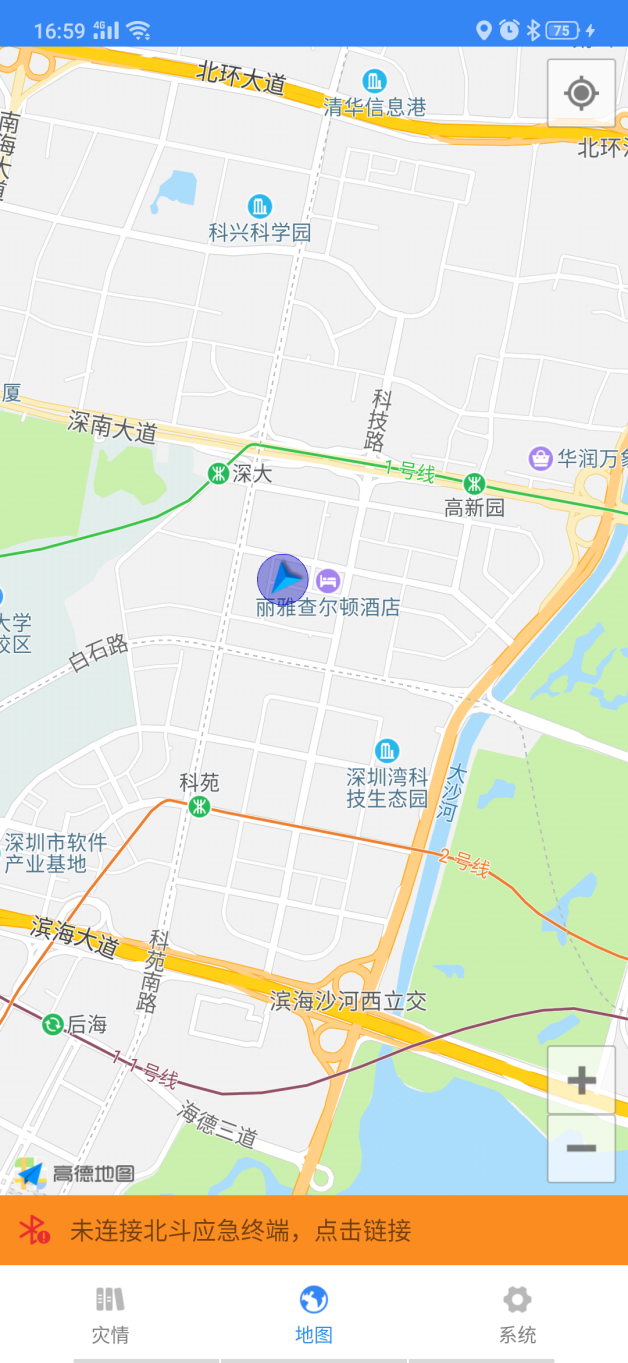 16:59 4G 75
北环大道
清华信息港
南海大道
北环大
科兴科学园
厦
科技路
深南大道
1号线
华润万象
深大
高新园
丽雅查尔顿酒店
大学
校区
白石路
深圳湾科
技生态园
大沙河
科苑
深圳市软件
产业基地
2号线
滨海大道
科苑南路
滨海沙河西立交
后海
11号线
海德三道
高德地图
未连接北斗应急终端，点击链接
灾情
地图
系统